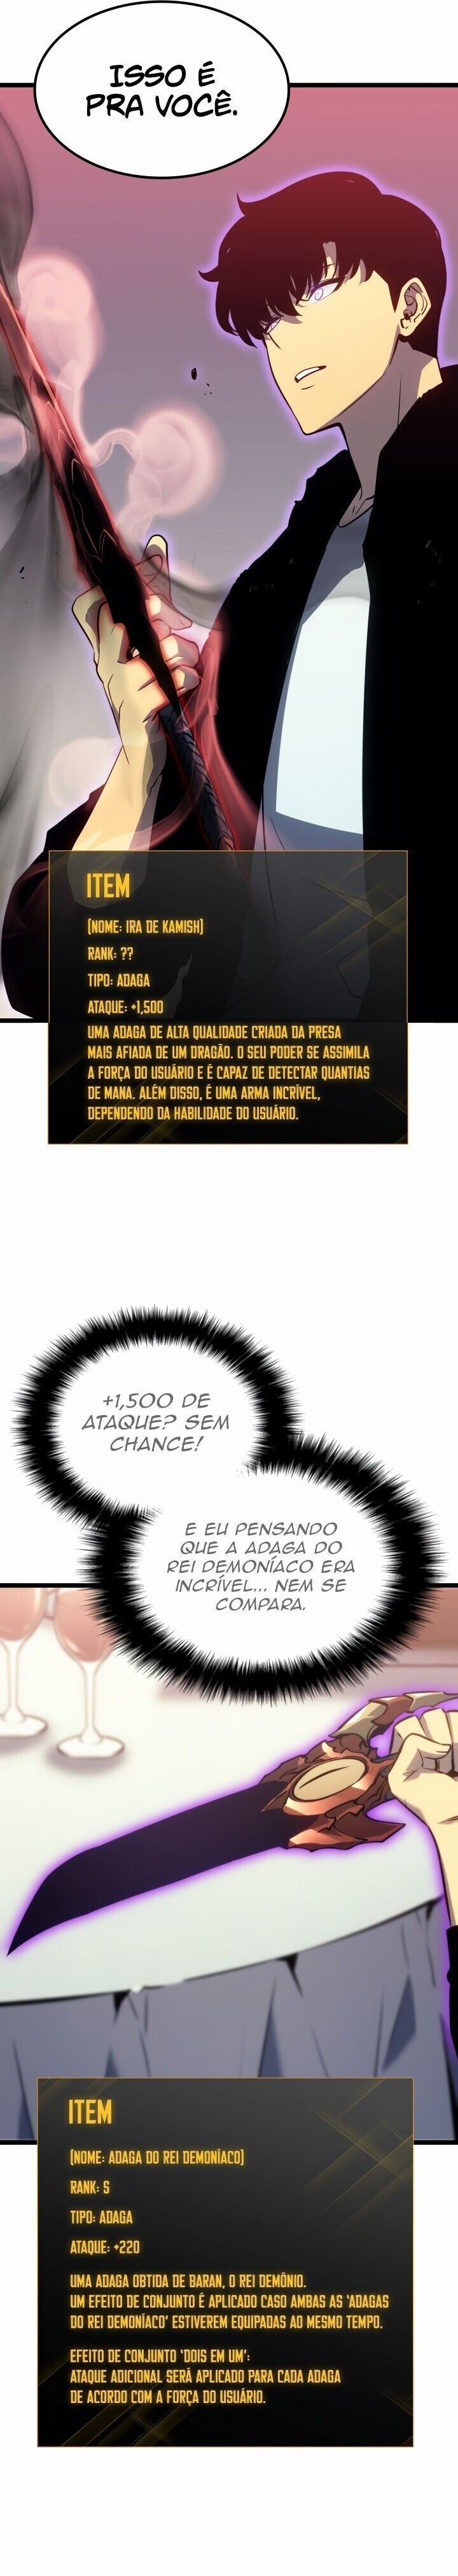 ISSO É
PRA VOCÊ.
ITEM
[NOME: IRA DE KAMISH]
RANK: ??
TIPO: ADAGA
ATAQUE: +1,500
UMA ADAGA DE ALTA QUALIDADE CRIADA DA PRESA
MAIS AFIADA DE UM DRAGÃO. O SEU PODER SE ASSIMILA
A FORÇA DO USUÁRIO E É CAPAZ DE DETECTAR QUANTIAS
DE MANA. ALÉM DISSO, É UMA ARMA INCRÍVEL,
DEPENDENDO DA HABILIDADE DO USUÁRIO.
+1,500 DE
ATAQUE? SEM
CHANCE!
E EU PENSANDO
QUE A ADAGA DO
REI DEMONÍACO ERA
INCRÍVEL... NEM SE
COMPARA.
ITEM
[NOME: ADAGA DO REI DEMONÍACO]
RANK: S
TIPO: ADAGA
ATAQUE: +220
UMA ADAGA OBTIDA DE BARAN, O REI DEMÔNIO.
UM EFEITO DE CONJUNTO É APLICADO CASO AMBAS AS 'ADAGAS
DO REI DEMONÍACO' ESTIVEREM EQUIPADAS AO MESMO TEMPO.
EFEITO DE CONJUNTO 'DOIS EM UM':
ATAQUE ADICIONAL SERÁ APLICADO PARA CADA ADAGA
DE ACORDO COM A FORÇA DO USUÁRIO.